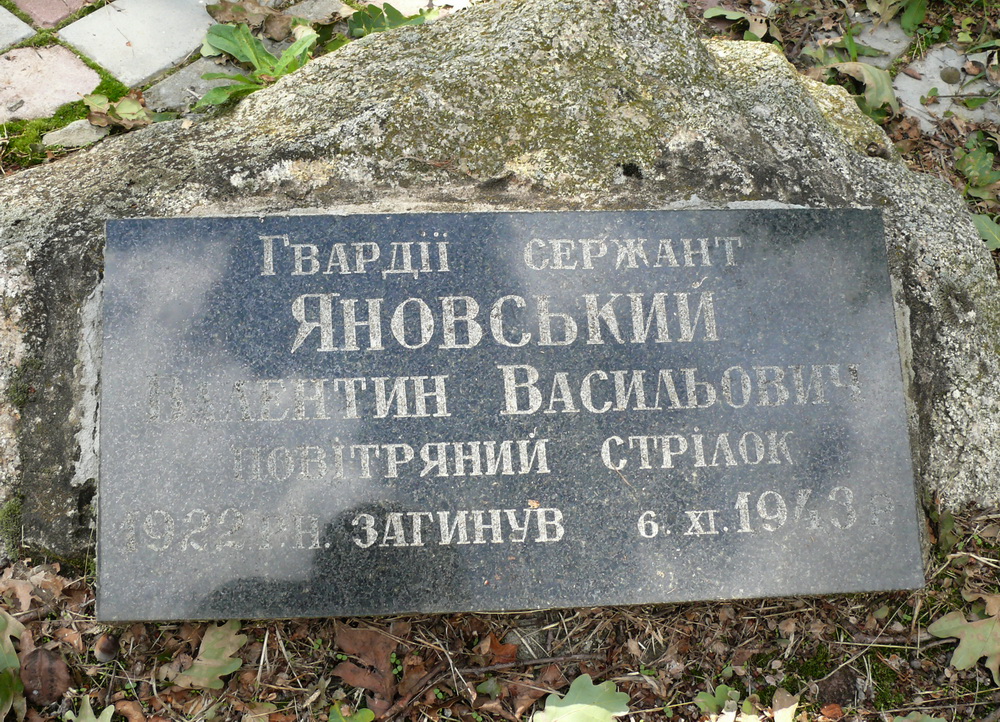 Гвардії сержант
Яновський
Валентин Васильович
повітряний стрілок
1922 р.н. загинув 6. XI. 1943 р